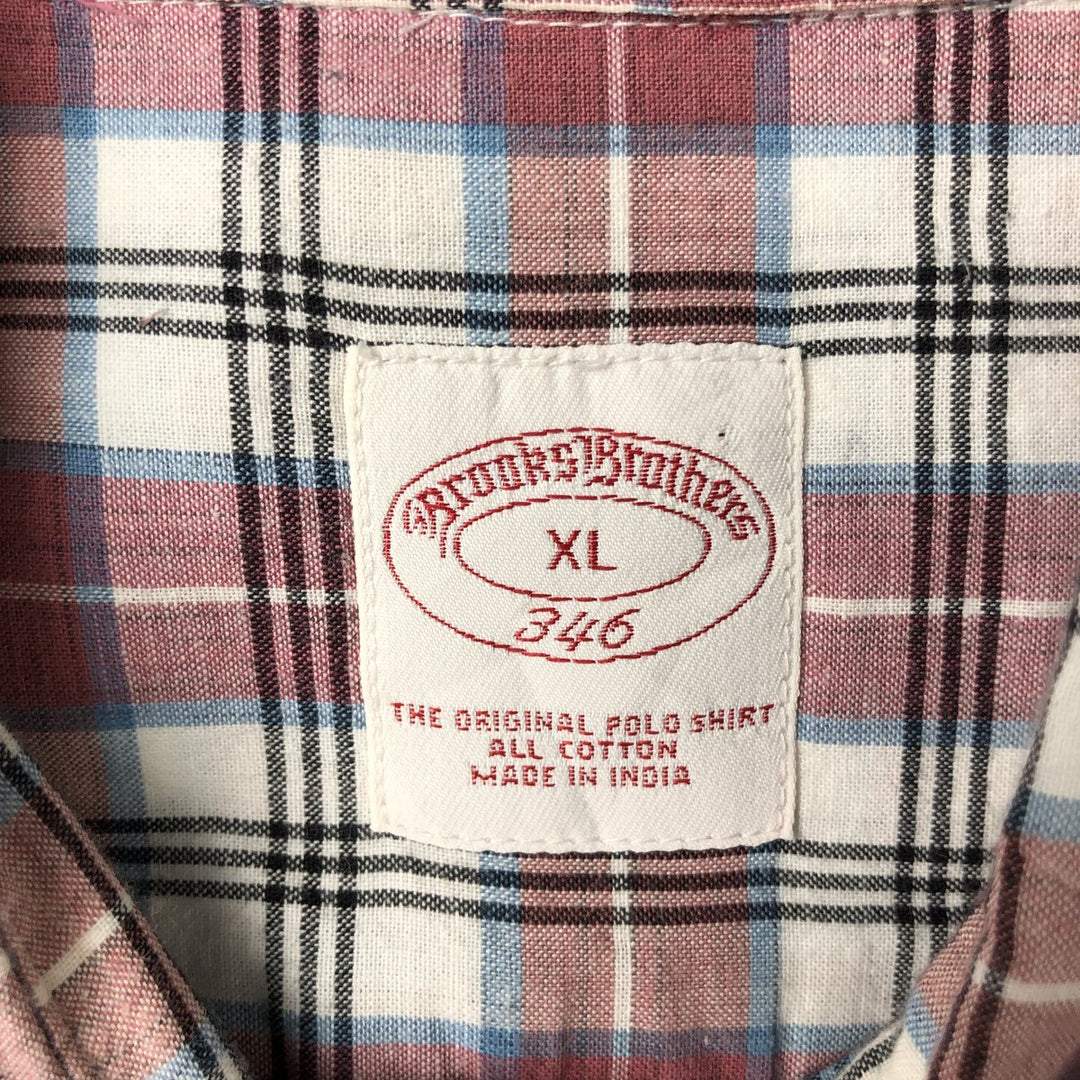 Brooks Brothers
XL
346
THE ORIGINAL POLO SHIRT
ALL COTTON
MADE IN INDIA